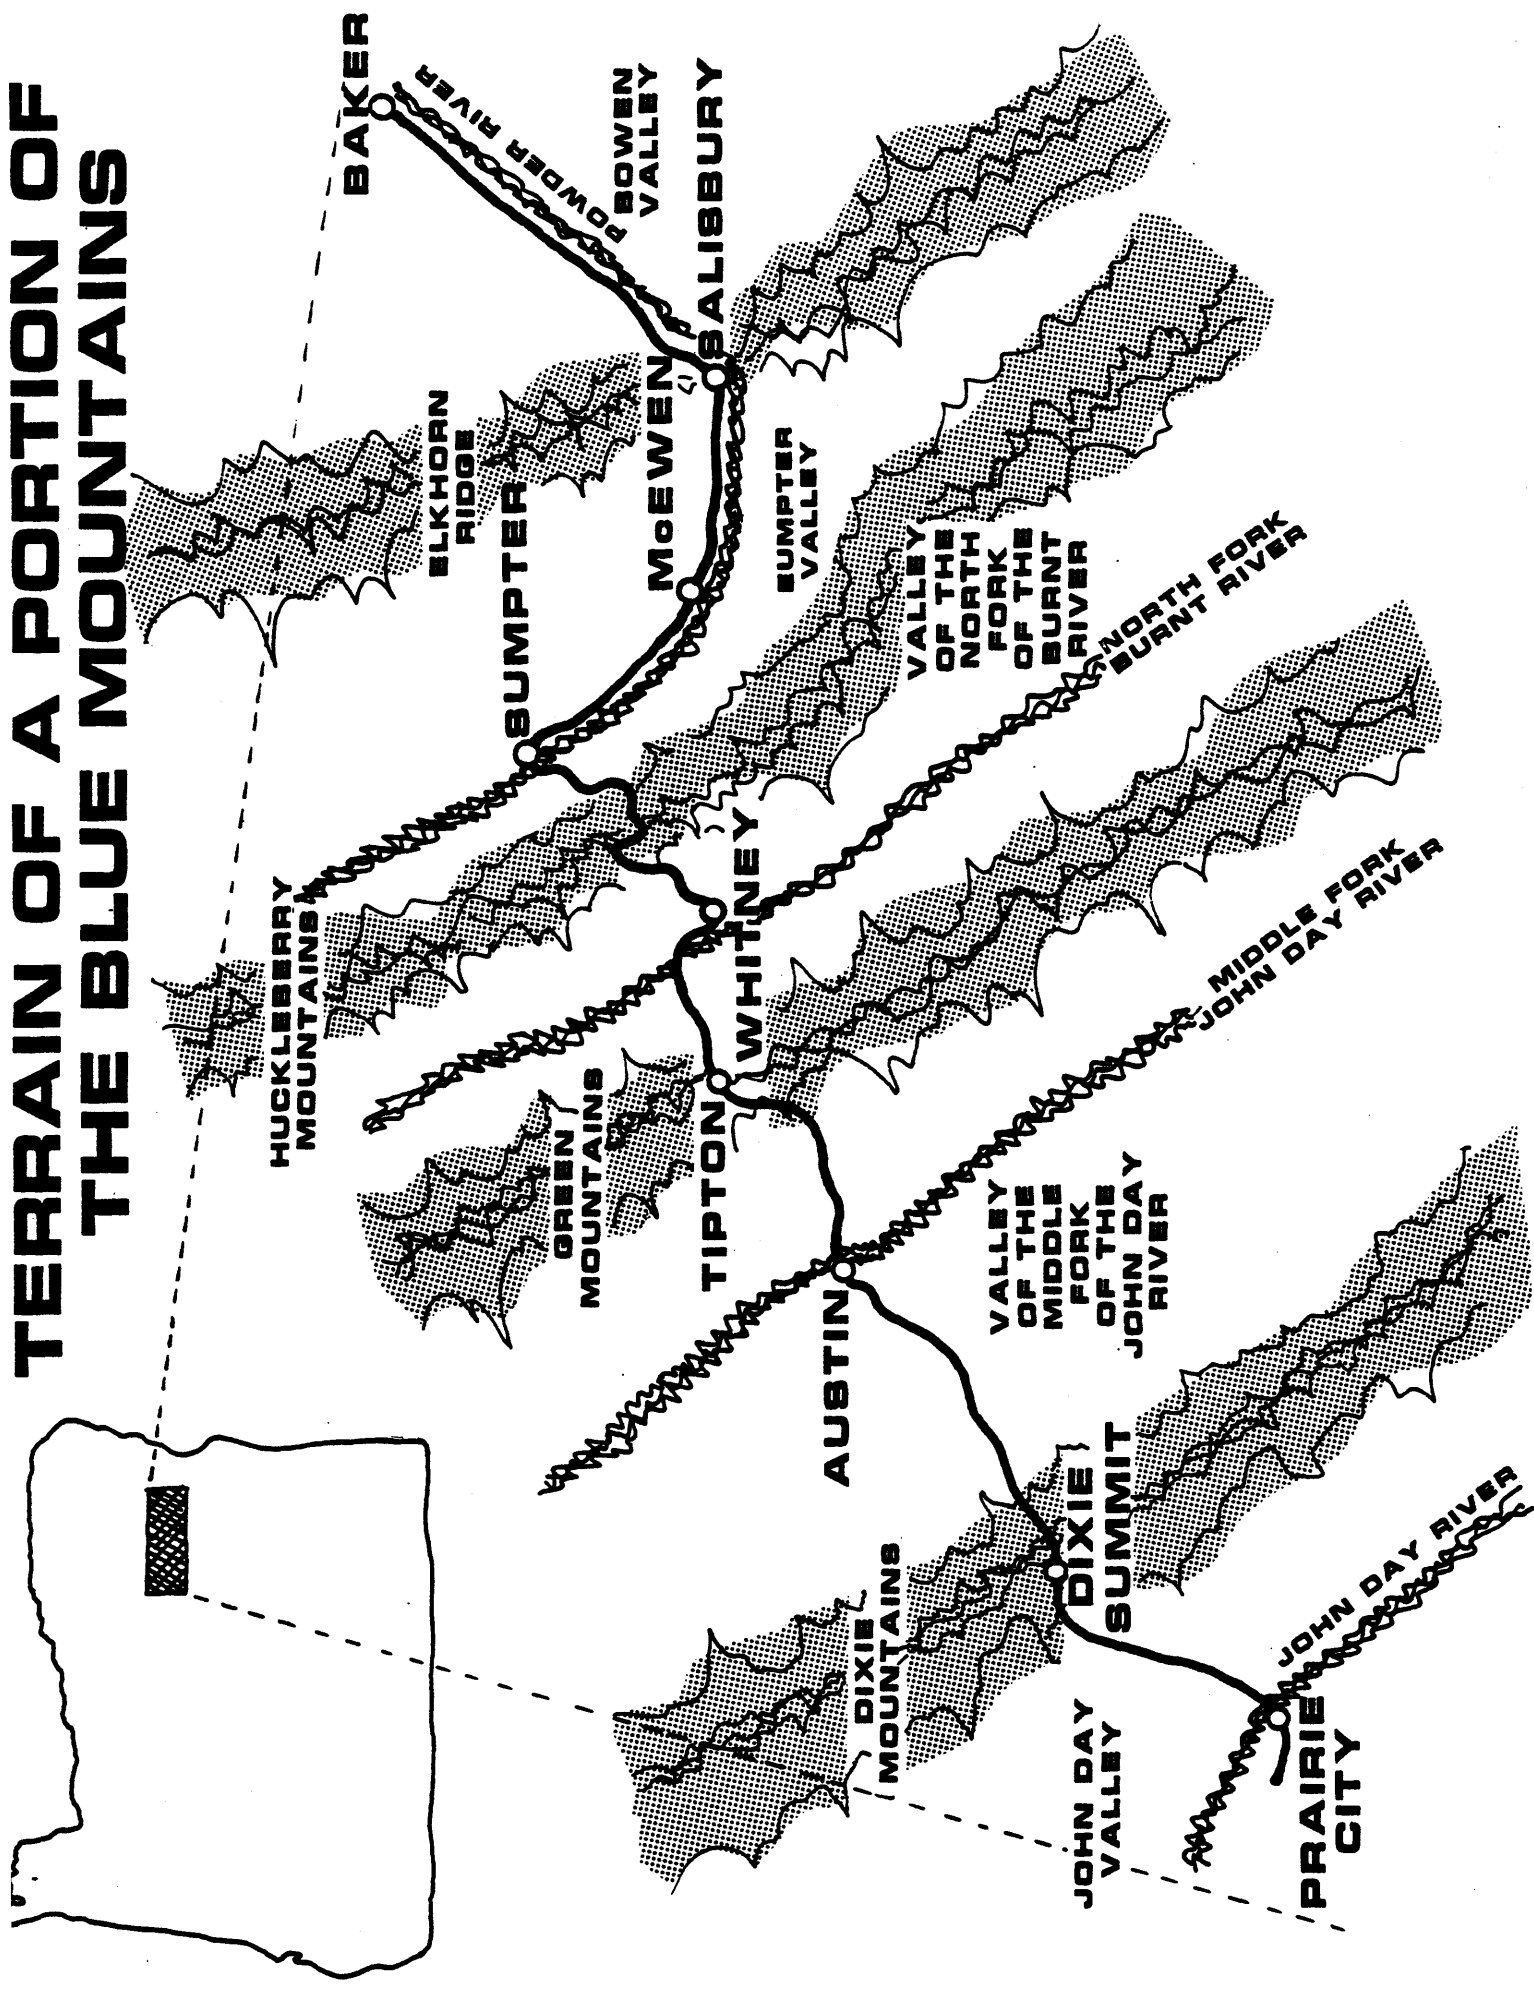 TERRAIN OF A PORTION OF
THE BLUE MOUNTAINS
BAKER
POWDER RIVER
BOWEN
VALLEY
SALISBURY
ELKHORN
RIDGE
McEWEN
SUMPTER
EUMPTER
VALLEY
HUCKLEBERRY
MOUNTAINS
WHITNEY
VALLEY
OF THE
NORTH
FORK
OF THE
BURNT
RIVER
NORTH FORK
BURNT RIVER
GREEN
MOUNTAINS
TIPTON
AUSTIN
VALLEY
OF THE
MIDDLE
FORK
OF THE
JOHN DAY
RIVER
MIDDLE FORK
JOHN DAY RIVER
DIXIE
MOUNTAINS
DIXIE
SUMMIT
JOHN DAY
VALLEY
JOHN DAY RIVER
PRAIRIE
CITY